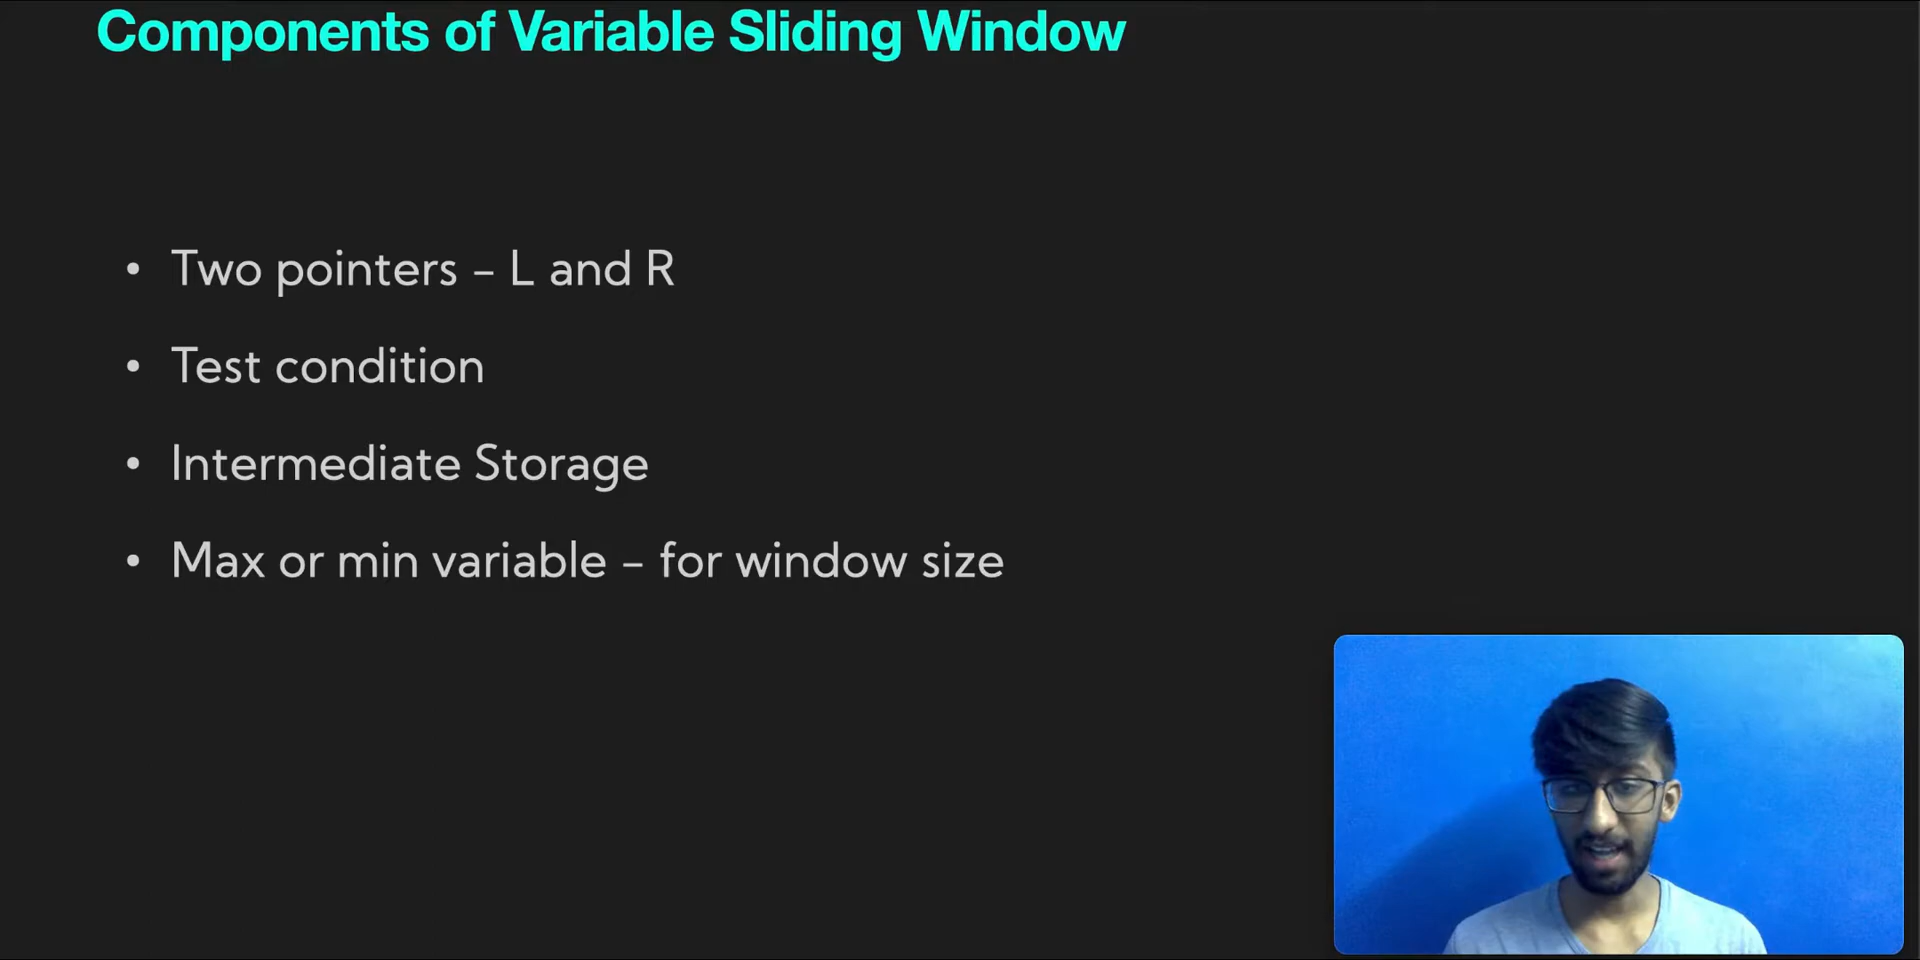 Components of Variable Sliding Window
• Two pointers – L and R
• Test condition
• Intermediate Storage
• Max or min variable – for window size